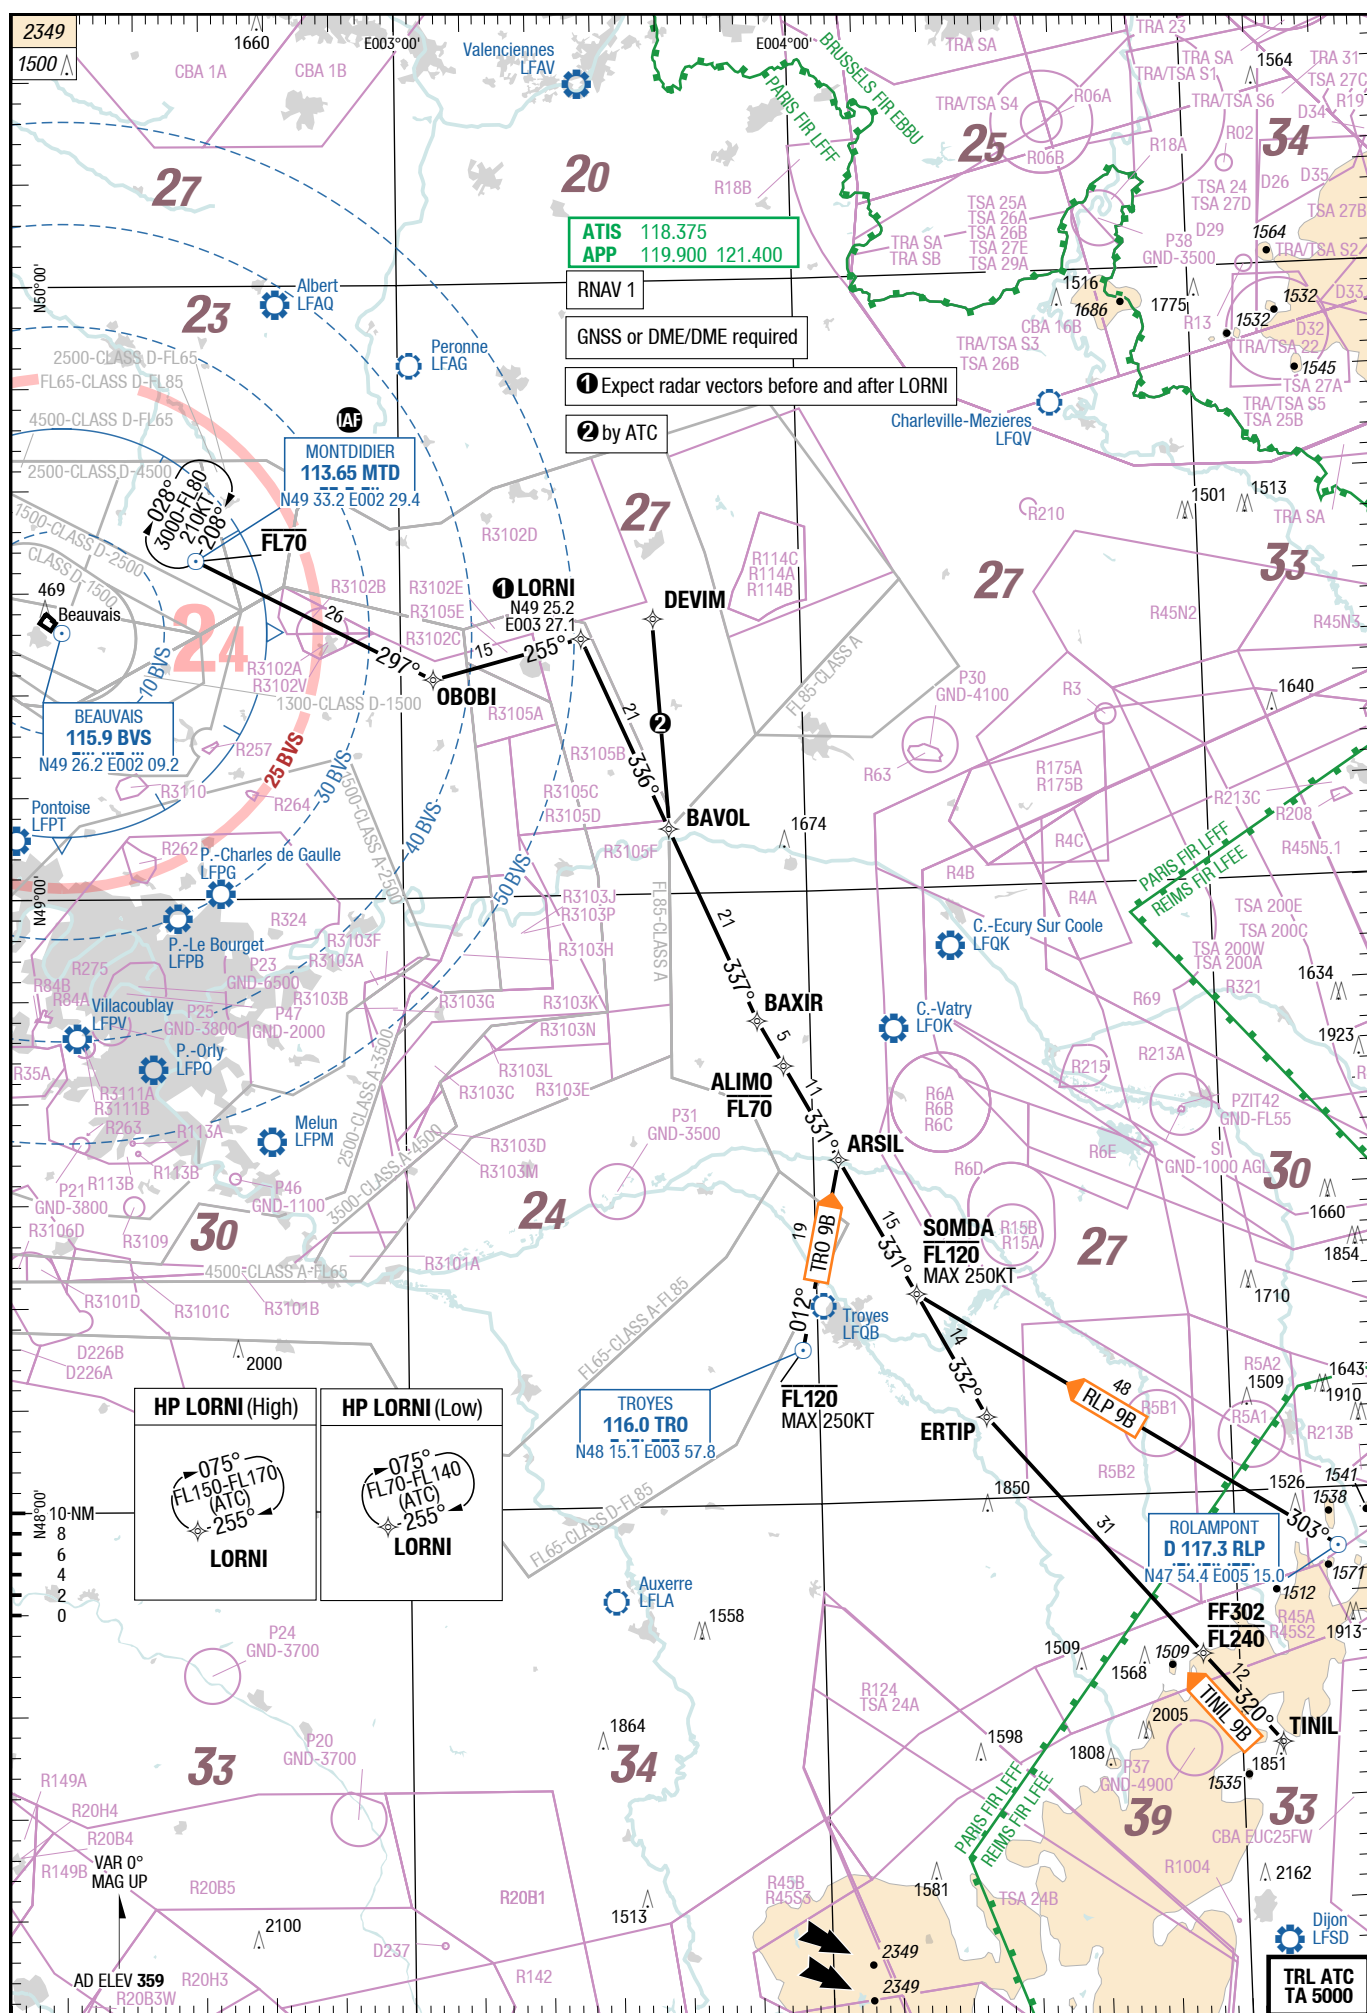 2349
1500
1660
E003°00'
E004°00'
CBA 1A
CBA 1B
Valenciennes
LFAV
BRUSSELS FIR EBBU
PARIS FIR LFFF
TRA SA
TRA 23
TRA SA
TRA/TSA S1
1564
TRA 31
TSA 27C
TRA/TSA S4
R06A
TRA/TSA S6
R19
D34
R02
25
34
R06B
R18A
27
20
R18B
D26
D35
TSA 24
TSA 27D
TSA 27B
TSA 25A
TSA 26A
TSA 26B
TSA 27E
TSA 29A
TRA SA
TRA SB
P38
GND-3500
D29
1564
TRA/TSA S2
ATIS 118.375
APP 119.900 121.400
RNAV 1
GNSS or DME/DME required
1 Expect radar vectors before and after LORNI
2 by ATC
N50°00'
Albert
LFAQ
23
1516
1686
1775
1532
1532
D33
R13
D32
CBA 16B
TRA/TSA S3
TSA 26B
TRA/TSA 22
1545
TSA 27A
TRA/TSA S5
TSA 25B
Peronne
LFAG
2500-CLASS D-FL65
FL65-CLASS D-FL85
4500-CLASS D-FL65
2500-CLASS D-4500
1500-CLASS D-2500
CLASS D-1500
Charleville-Mezieres
LFQV
IAF
MONTDIDIER
113.65 MTD
N49 33.2 E002 29.4
028°
3000-FL80
210KT
208°
FL70
27
R3102D
R210
1501
1513
TRA SA
33
27
R114C
R114A
R114B
R3102B
R3102E
R3105E
R3102C
1 LORNI
N49 25.2
E003 27.1
DEVIM
R45N2
R45N3
469
Beauvais
24
26
297°
15
255°
OBOBI
R3102A
R3102V
1300-CLASS D-1500
10 BVS
BEAUVAIS
115.9 BVS
N49 26.2 E002 09.2
R257
25 BVS
30 BVS
40 BVS
50 BVS
R3110
R264
R3105A
R3105B
R3105C
R3105D
R3105F
21
336°
2
FL85-CLASS A
P30
GND-4100
R3
1640
R63
R175A
R175B
R213C
R208
R4C
R45N5.1
Pontoise
LFPT
R262
P.-Charles de Gaulle
LFPG
1500-CLASS A-2500
BAVOL
1674
R4B
R4A
PARIS FIR LFFF
REIMS FIR LFEE
N49°00'
P.-Le Bourget
LFPB
R324
R3103J
R3103P
R3103H
FL85-CLASS A
21
337°
C.-Ecury Sur Coole
LFQK
TSA 200E
TSA 200C
TSA 200W
TSA 200A
1634
R321
R69
R275
R84B
R84A
P23
GND-6500
R3103F
R3103A
R3103B
R3103G
R3103K
R3103N
Villacoublay
LFPV
P25
GND-3800
P47
GND-2000
P.-Orly
LFPO
BAXIR
5
C.-Vatry
LFOK
1923
R213A
R215
R35A
R3111A
R3111B
R263
R113A
2500-CLASS A-3500
R3103L
R3103C
R3103E
ALIMO
FL70
11
331°
R6A
R6B
R6C
PZIT42
GND-FL55
Melun
LFPM
P31
GND-3500
R3103D
R3103M
ARSIL
R6D
R6E
SI
GND-1000 AGL
30
R113B
R113B
P21
GND-3800
P46
GND-1100
3500-CLASS A-4500
24
R3106D
R3109
30
R3101A
4500-CLASS A-FL65
R3101D
R3101C
R3101B
19
TRO 9B
012°
15
331°
SOMDA
FL120
MAX 250KT
R15B
R15A
27
1660
1854
1710
Troyes
LFQB
FL65-CLASS A-FL85
D226B
D226A
2000
14
332°
48
RLP 9B
R5A2
1509
1643
1910
HP LORNI (High)
075°
FL150-FL170
(ATC)
255°
LORNI
HP LORNI (Low)
075°
FL70-FL140
(ATC)
255°
LORNI
TROYES
116.0 TRO
N48 15.1 E003 57.8
FL120
MAX 250KT
ERTIP
R5B1
R5A1
R213B
R5B2
1850
1526
1541
1538
303°
FL65-CLASS D-FL85
31
ROLAMPONT
D 117.3 RLP
N47 54.4 E005 15.0
1571
1512
N48°00'
10 NM
8
6
4
2
0
Auxerre
LFLA
1558
FF302
FL240
R45A
R45S2
1913
P24
GND-3700
1509
1568
1509
12
320°
TINIL 9B
TINIL
R124
TSA 24A
2005
1864
1598
1808
1851
1535
P37
GND-4900
P20
GND-3700
34
33
39
33
PARIS FIR LFFF
REIMS FIR LFEE
CBA EUC25FW
R149A
R20H4
R20B4
R149B
VAR 0°
MAG UP
R20B5
R20B1
R45B
R45S3
1581
TSA 24B
R1004
2162
1513
2100
D237
2349
2349
Dijon
LFSD
AD ELEV 359
R20H3
R20B3W
R142
TRL ATC
TA 5000